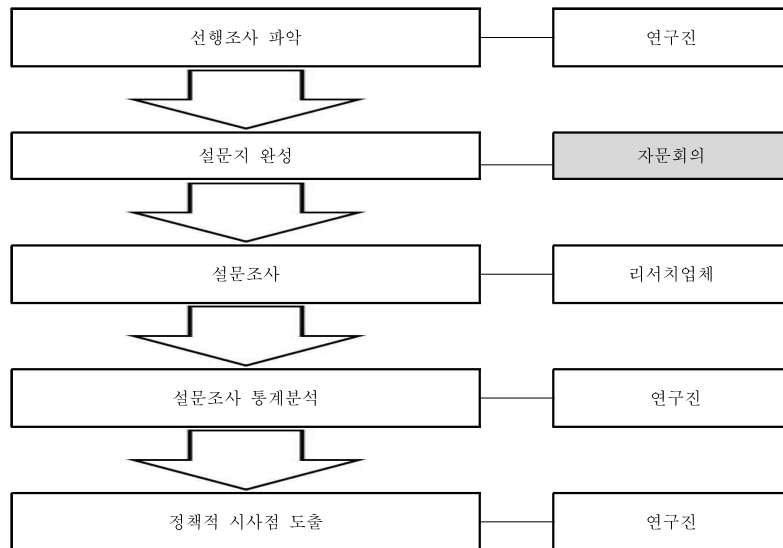 선행조사 파악
연구진
설문지 완성
자문회의
설문조사
리서치업체
설문조사 통계분석
연구진
정책적 시사점 도출
연구진